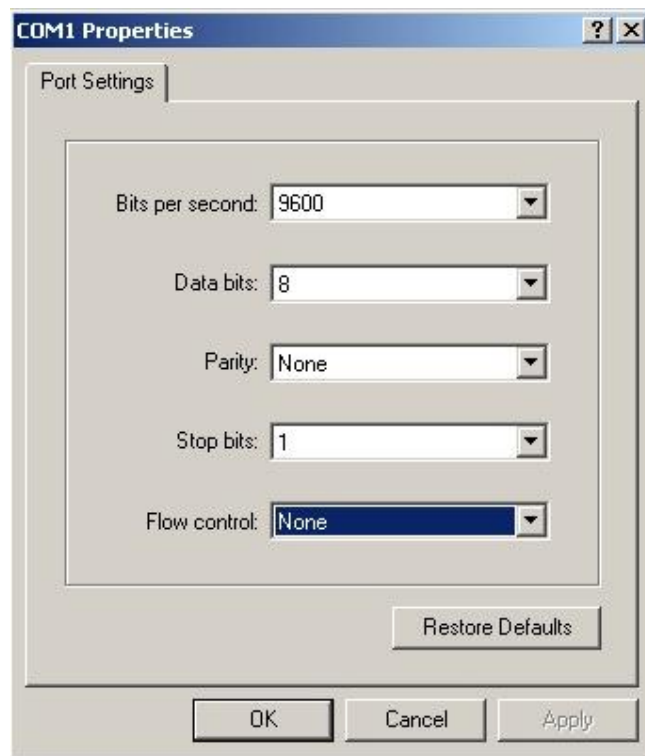 COM1 Properties
Port Settings
Bits per second: 9600
Data bits: 8
Parity: None
Stop bits: 1
Flow control: None
Restore Defaults
OK Cancel Apply